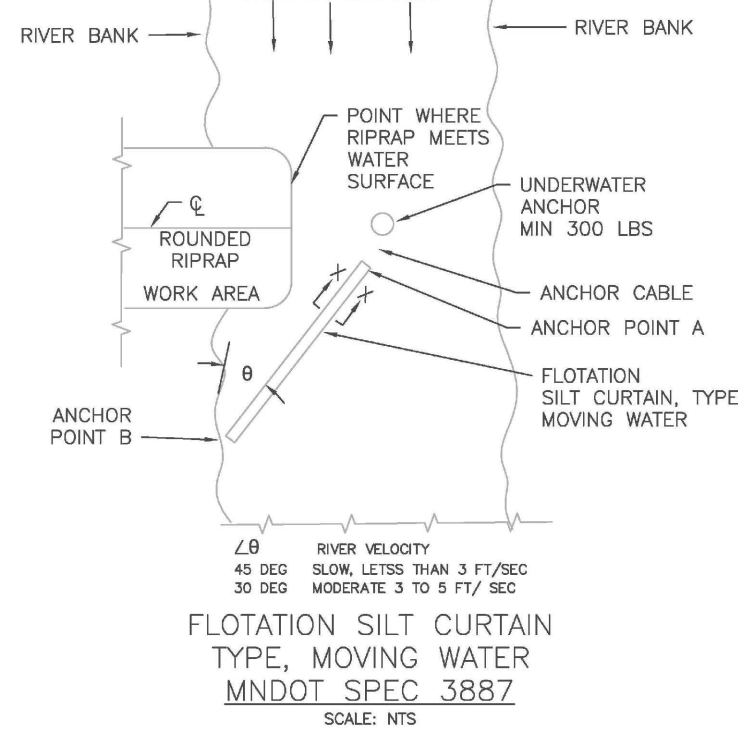 RIVER BANK
RIVER BANK
POINT WHERE
RIPRAP MEETS
WATER
SURFACE
UNDERWATER
ANCHOR
MIN 300 LBS
℄
ROUNDED
RIPRAP
WORK AREA
X
X
ANCHOR CABLE
ANCHOR POINT A
θ
FLOTATION
SILT CURTAIN, TYPE
MOVING WATER
ANCHOR
POINT B
∠θ RIVER VELOCITY
45 DEG SLOW, LETSS THAN 3 FT/SEC
30 DEG MODERATE 3 TO 5 FT/ SEC
FLOTATION SILT CURTAIN
TYPE, MOVING WATER
MNDOT SPEC 3887
SCALE: NTS